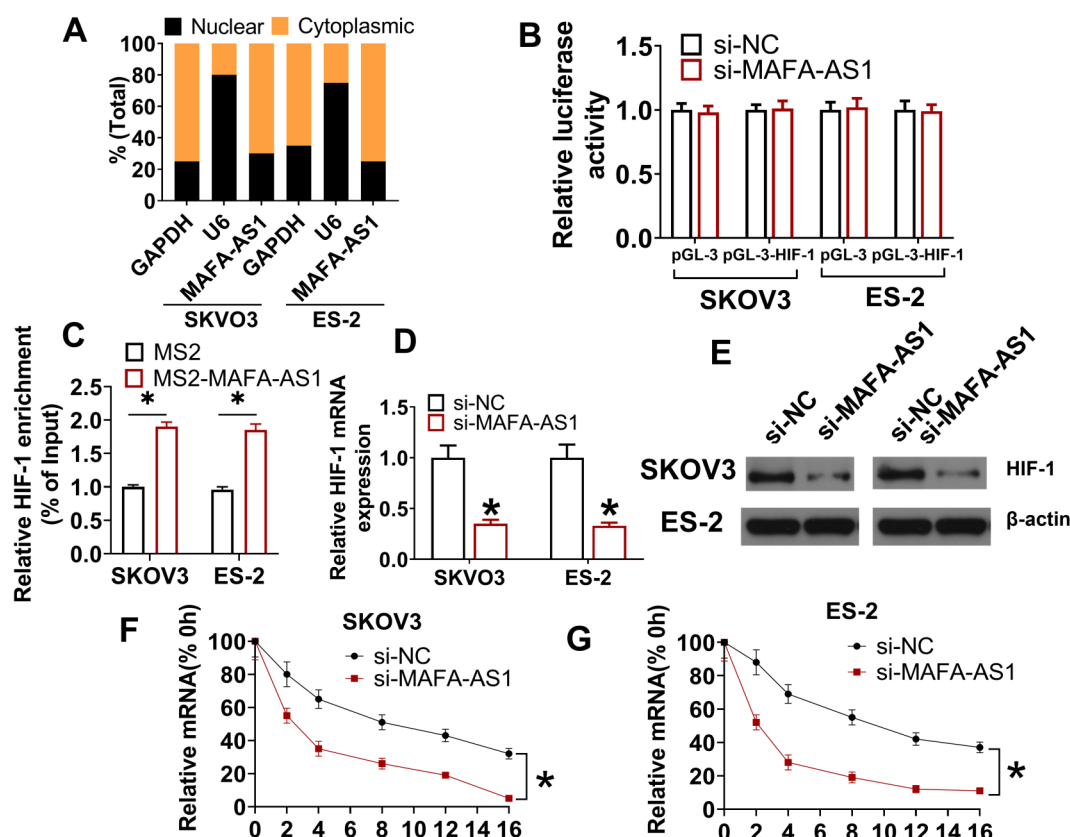 A
Nuclear
Cytoplasmic
% (Total)
100
80
60
40
20
0
GAPDH
U6
MAFA-AS1
GAPDH
U6
MAFA-AS1
SKVO3
ES-2
B
si-NC
si-MAFA-AS1
Relative luciferase
activity
1.5
1.0
0.5
0.0
pGL-3
pGL-3-HIF-1
pGL-3
pGL-3-HIF-1
SKOV3
ES-2
C
MS2
MS2-MAFA-AS1
Relative HIF-1 enrichment
(% of Input)
2.5
2.0
1.5
1.0
0.5
0.0
*
*
SKOV3
ES-2
D
si-NC
si-MAFA-AS1
Relative HIF-1 mRNA
expression
1.5
1.0
0.5
0.0
*
*
SKVO3
ES-2
E
si-NC
si-MAFA-AS1
si-NC
si-MAFA-AS1
SKOV3
HIF-1
ES-2
β-actin
F
SKOV3
si-NC
si-MAFA-AS1
Relative mRNA(% 0h)
100
80
60
40
20
0
*
0 2 4 6 8 10 12 14 16
G
ES-2
si-NC
si-MAFA-AS1
Relative mRNA(% 0h)
100
80
60
40
20
0
*
0 2 4 6 8 10 12 14 16